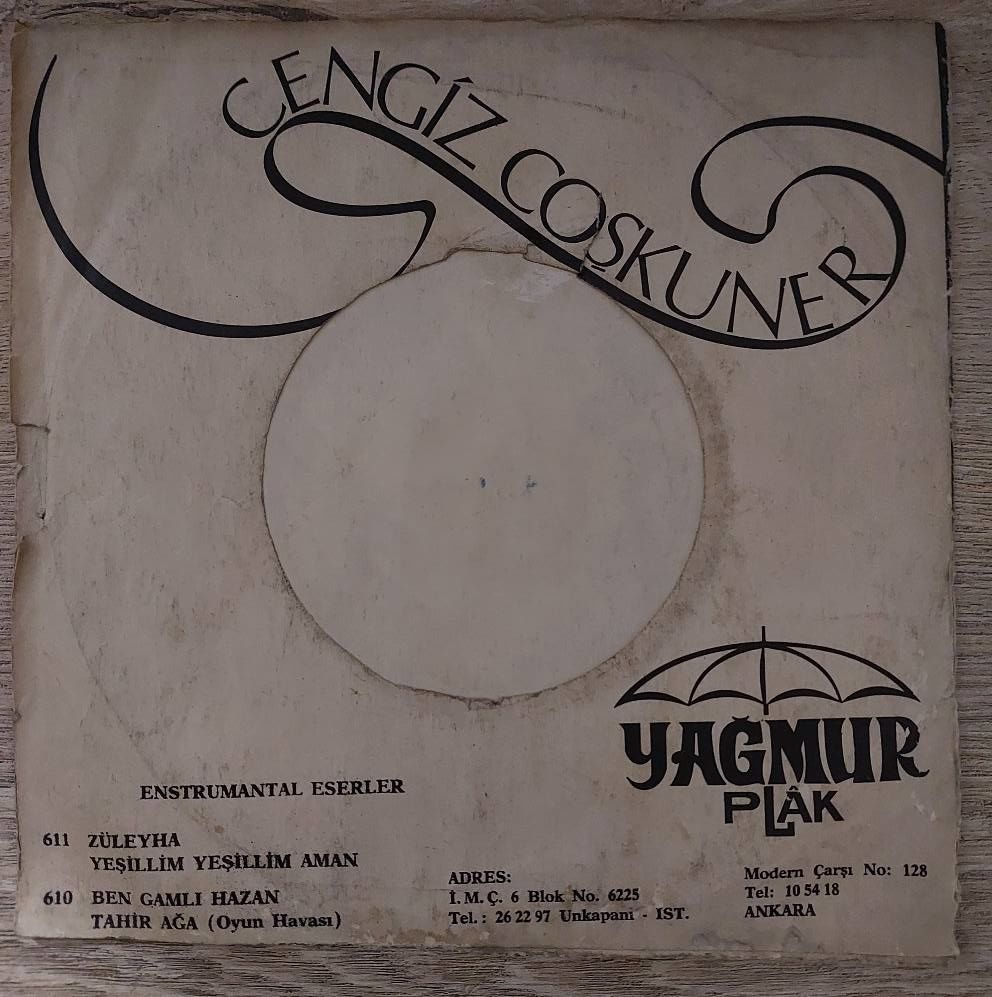 CENGİZ COŞKUNER
YAĞMUR
PLÂK
ENSTRUMANTAL ESERLER
611 ZÜLEYHA
YEŞİLLİM YEŞİLLİM AMAN
610 BEN GAMLI HAZAN
TAHİR AĞA (Oyun Havası)
ADRES:
İ. M. Ç. 6 Blok No. 6225
Tel.: 26 22 97 Unkapanı - IST.
Modern Çarşı No: 128
Tel: 10 54 18
ANKARA